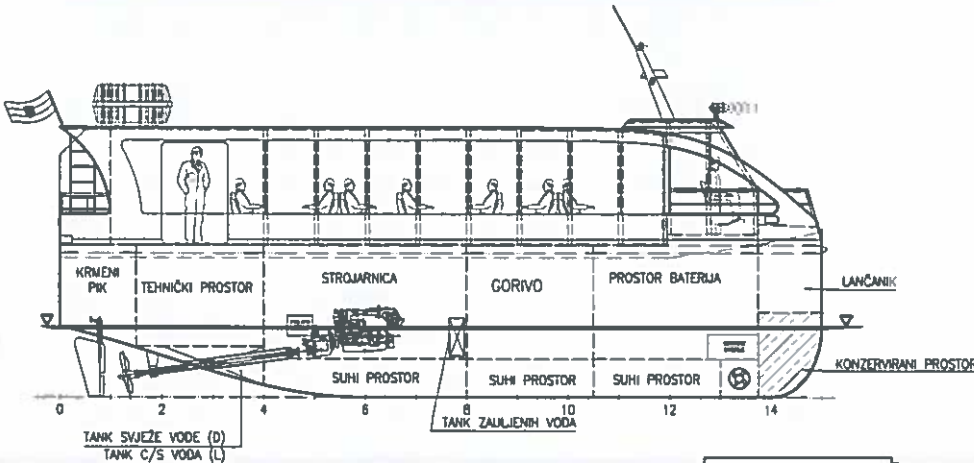 KRMENI
PIK
TEHNIČKI PROSTOR
STROJARNICA
GORIVO
PROSTOR BATERIJA
LANČANIK
SUHI PROSTOR
SUHI PROSTOR
SUHI PROSTOR
KONZERVIRANI PROSTOR
0 2 4 6 8 10 12 14
TANK ZAULJENIH VODA
TANK SVJEŽE VODE (D)
TANK C/S VODA (L)